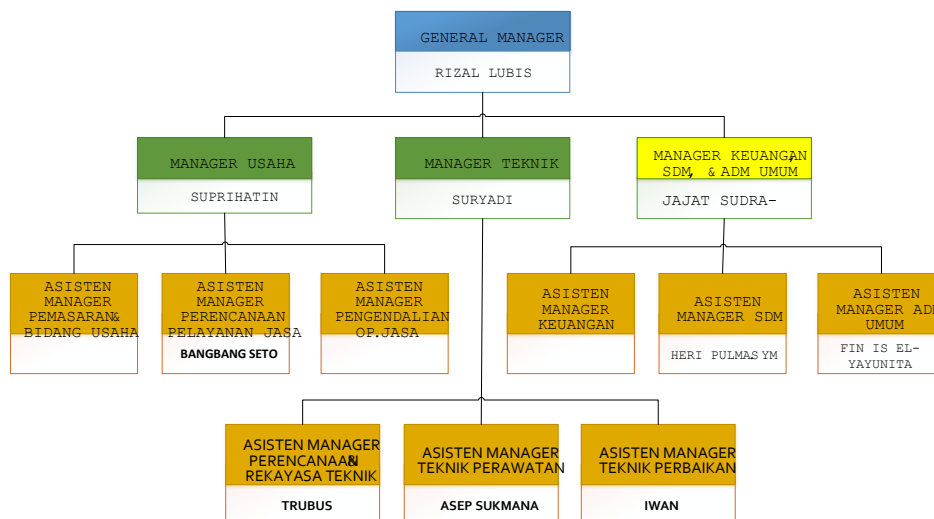 GENERAL MANAGER
RIZAL LUBIS
MANAGER USAHA
SUPRIHATIN
MANAGER TEKNIK
SURYADI
MANAGER KEUANGAN,
SDM, & ADM UMUM
JAJAT SUDRA-
ASISTEN
MANAGER
PEMASARAN&
BIDANG USAHA
ASISTEN
MANAGER
PERENCANAAN
PELAYANAN JASA
BANGBANG SETO
ASISTEN
MANAGER
PENGENDALIAN
OP.JASA
ASISTEN
MANAGER
KEUANGAN
ASISTEN
MANAGER SDM
HERI PULMASYM
ASISTEN
MANAGER ADM
UMUM
FIN IS EL-
YAYUNITA
ASISTEN MANAGER
PERENCANAAN&
REKAYASA TEKNIK
TRUBUS
ASISTEN MANAGER
TEKNIK PERAWATAN
ASEP SUKMANA
ASISTEN MANAGER
TEKNIK PERBAIKAN
IWAN